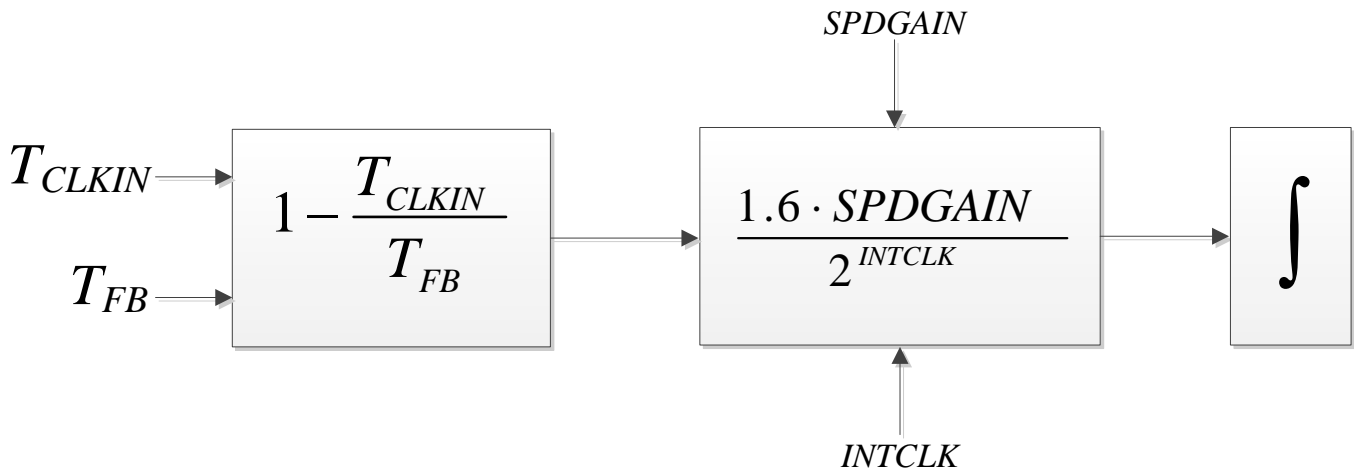 SPDGAIN
T_CLKIN
T_FB
1 − T_CLKIN / T_FB
1.6 · SPDGAIN / 2^INTCLK
∫
INTCLK